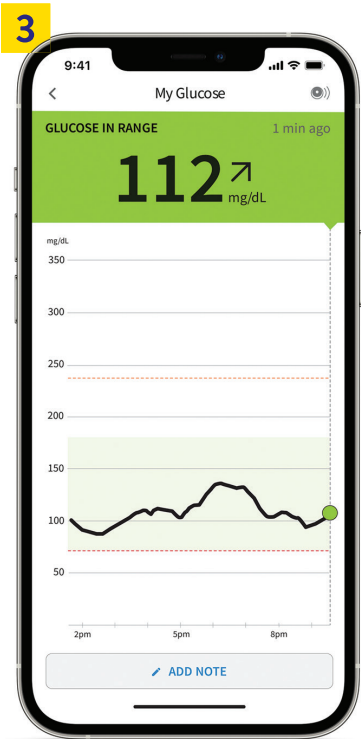 3
9:41
My Glucose
GLUCOSE IN RANGE 1 min ago
112
mg/dL
mg/dL
350
300
250
200
150
100
50
2pm 5pm 8pm
ADD NOTE